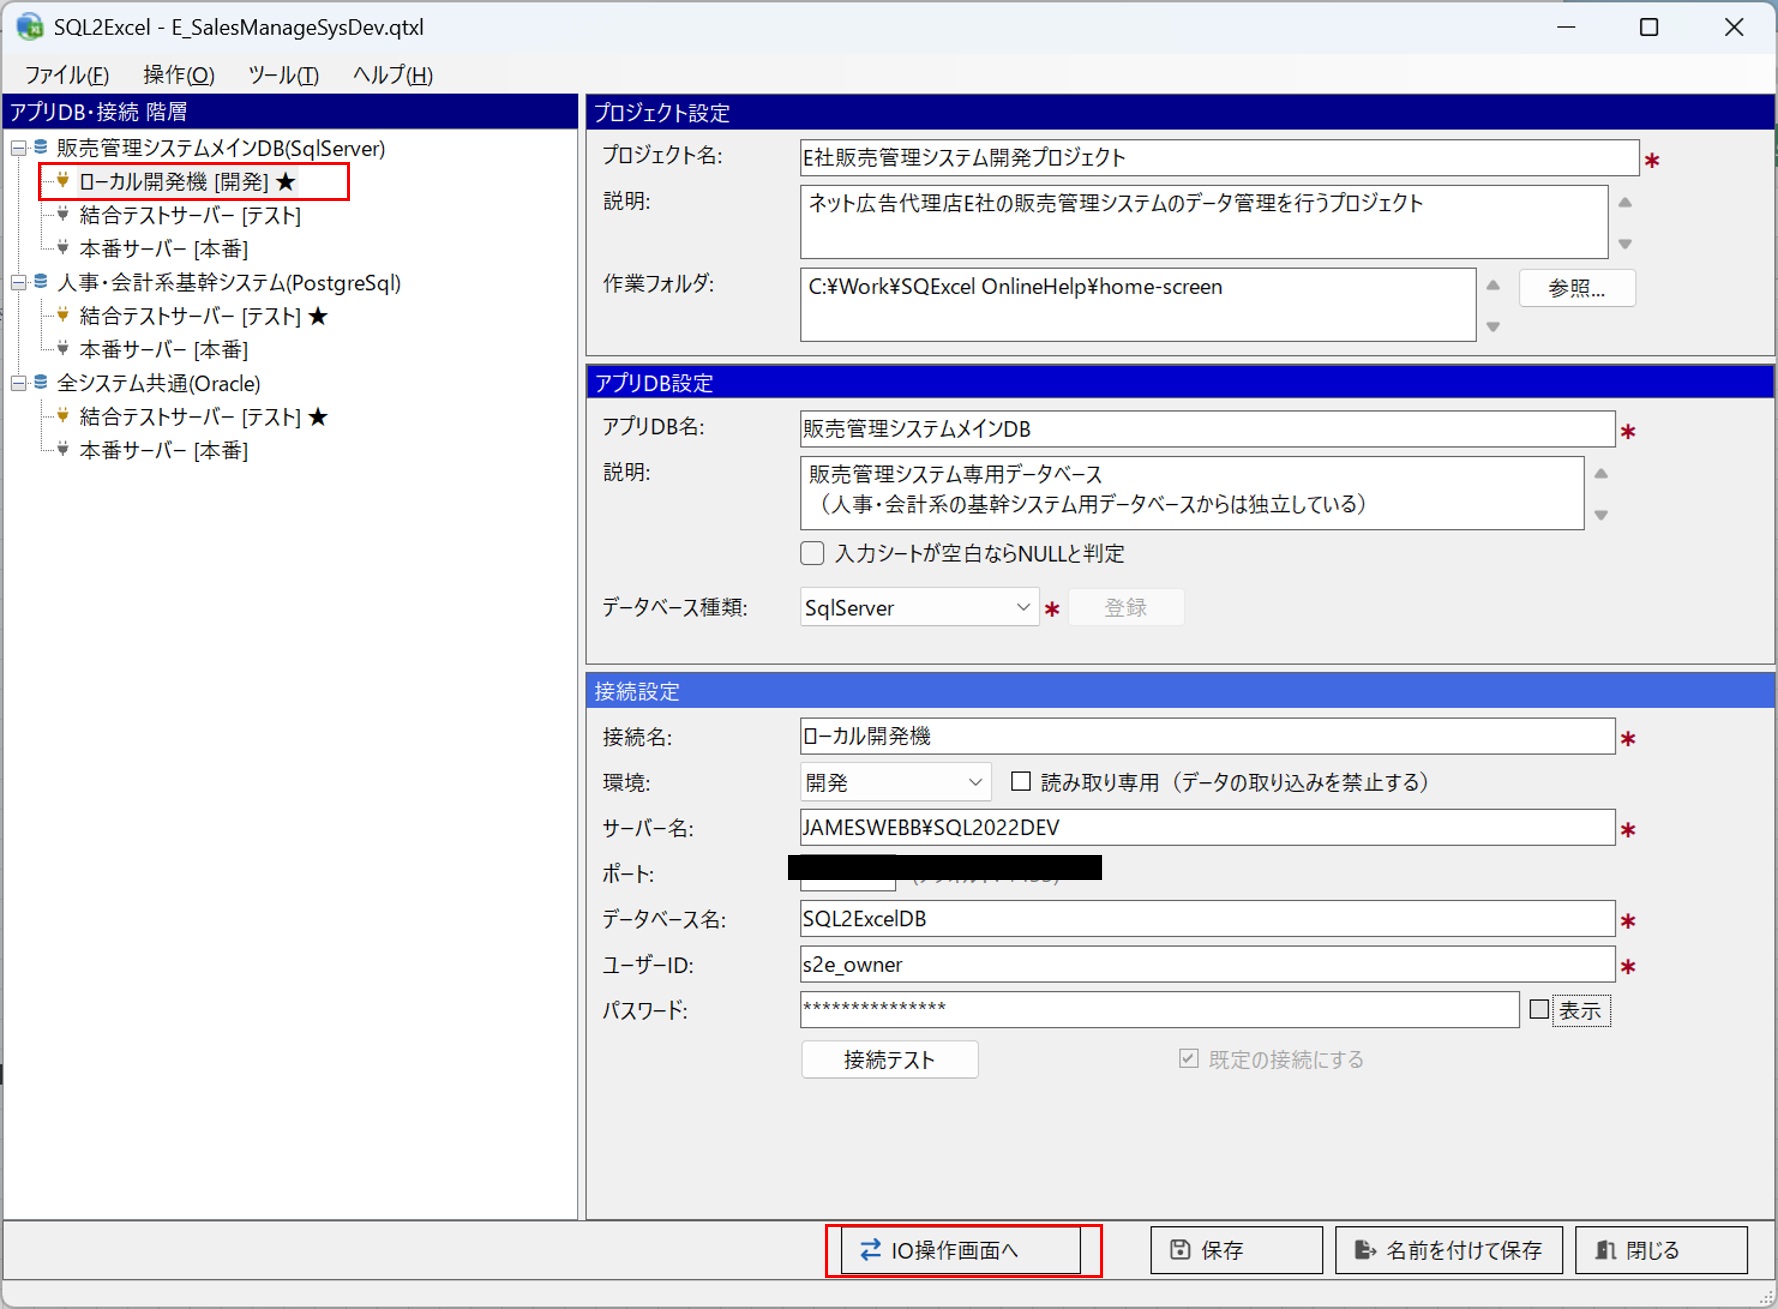 SQL2Excel - E_SalesManageSysDev.qtxl
ファイル(F) 操作(O) ツール(T) ヘルプ(H)
アプリDB・接続 階層
販売管理システムメインDB(SqlServer)
ローカル開発機 [開発] ★
結合テストサーバー [テスト]
本番サーバー [本番]
人事・会計系基幹システム(PostgreSql)
結合テストサーバー [テスト] ★
本番サーバー [本番]
全システム共通(Oracle)
結合テストサーバー [テスト] ★
本番サーバー [本番]
プロジェクト設定
プロジェクト名: E社販売管理システム開発プロジェクト *
説明: ネット広告代理店E社の販売管理システムのデータ管理を行うプロジェクト
作業フォルダ: C:¥Work¥SQExcel OnlineHelp¥home-screen 参照...
アプリDB設定
アプリDB名: 販売管理システムメインDB *
説明: 販売管理システム専用データベース
（人事・会計系の基幹システム用データベースからは独立している）
入力シートが空白ならNULLと判定
データベース種類: SqlServer * 登録
接続設定
接続名: ローカル開発機 *
環境: 開発 読み取り専用（データの取り込みを禁止する）
サーバー名: JAMESWEBB¥SQL2022DEV *
ポート:
データベース名: SQL2ExcelDB *
ユーザーID: s2e_owner *
パスワード: *************** 表示
接続テスト 既定の接続にする
IO操作画面へ 保存 名前を付けて保存 閉じる